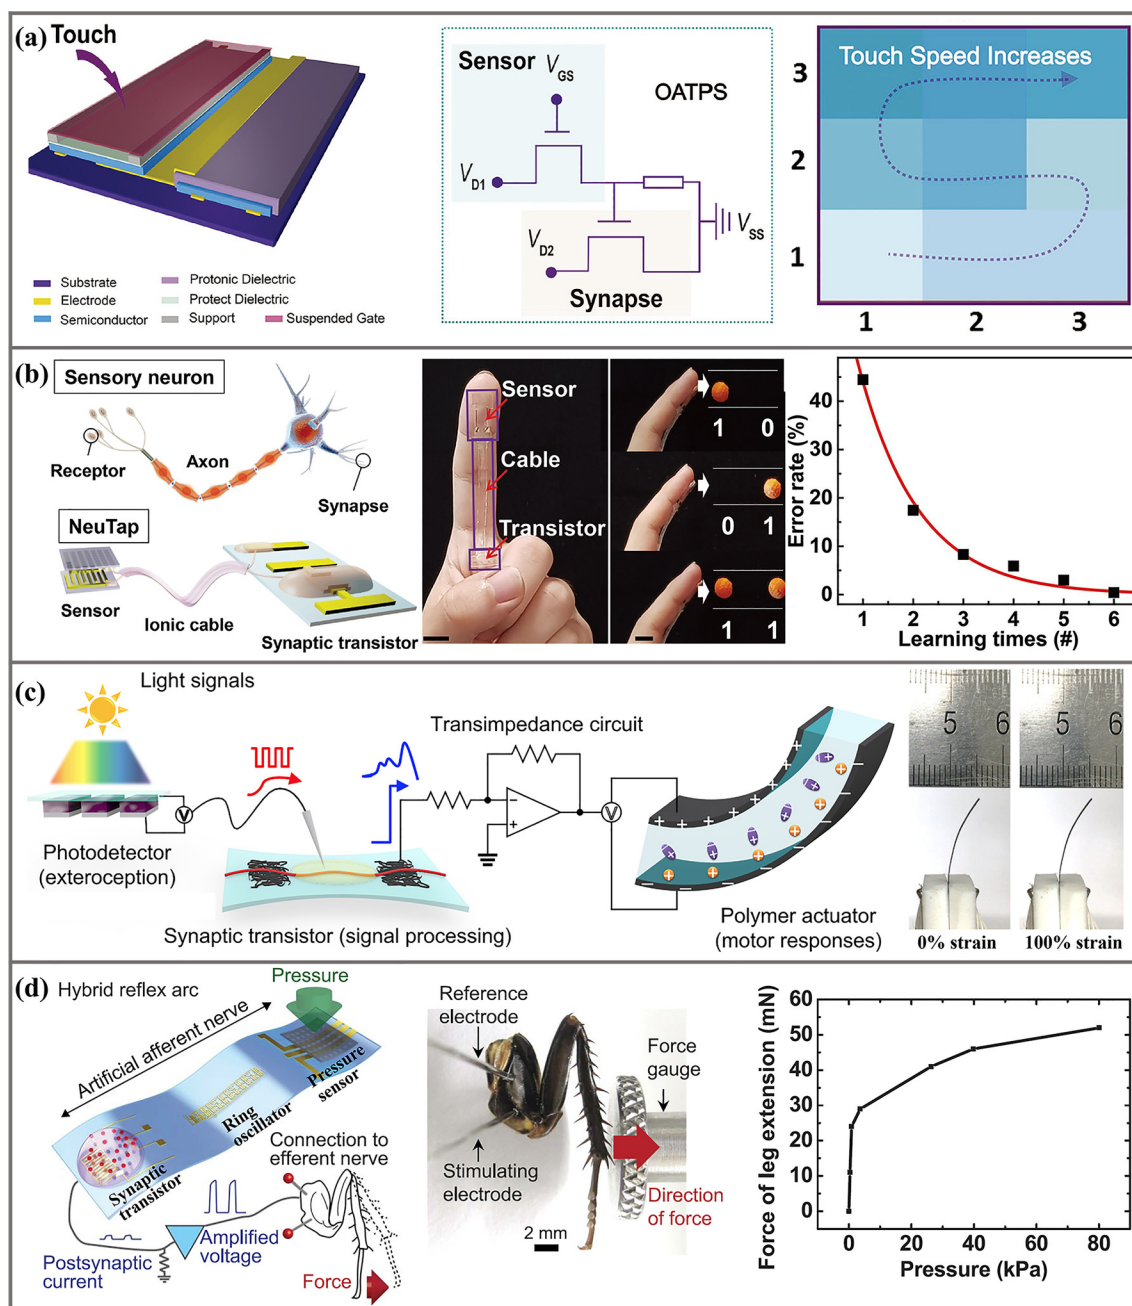 (a)
Touch
Substrate
Electrode
Semiconductor
Protonic Dielectric
Protect Dielectric
Support
Suspended Gate
Sensor
VGS
OATPS
VD1
VD2
VSS
Synapse
Touch Speed Increases
3
2
1
1 2 3
(b)
Sensory neuron
Receptor
Axon
Synapse
NeuTap
Sensor
Ionic cable
Synaptic transistor
Sensor
Cable
Transistor
1 0
0 1
1 1
Error rate (%)
40
30
20
10
0
1 2 3 4 5 6
Learning times (#)
(c)
Light signals
V
Photodetector
(exteroception)
Synaptic transistor (signal processing)
Transimpedance circuit
V
Polymer actuator
(motor responses)
5 6
5 6
0% strain
100% strain
(d)
Hybrid reflex arc
Pressure
Artificial afferent nerve
Pressure
sensor
Ring
oscillator
Synaptic
transistor
Connection to
efferent nerve
Amplified
voltage
Postsynaptic
current
Force
Reference
electrode
Stimulating
electrode
2 mm
Force
gauge
Direction
of force
Force of leg extension (mN)
60
50
40
30
20
10
0
0 20 40 60 80
Pressure (kPa)